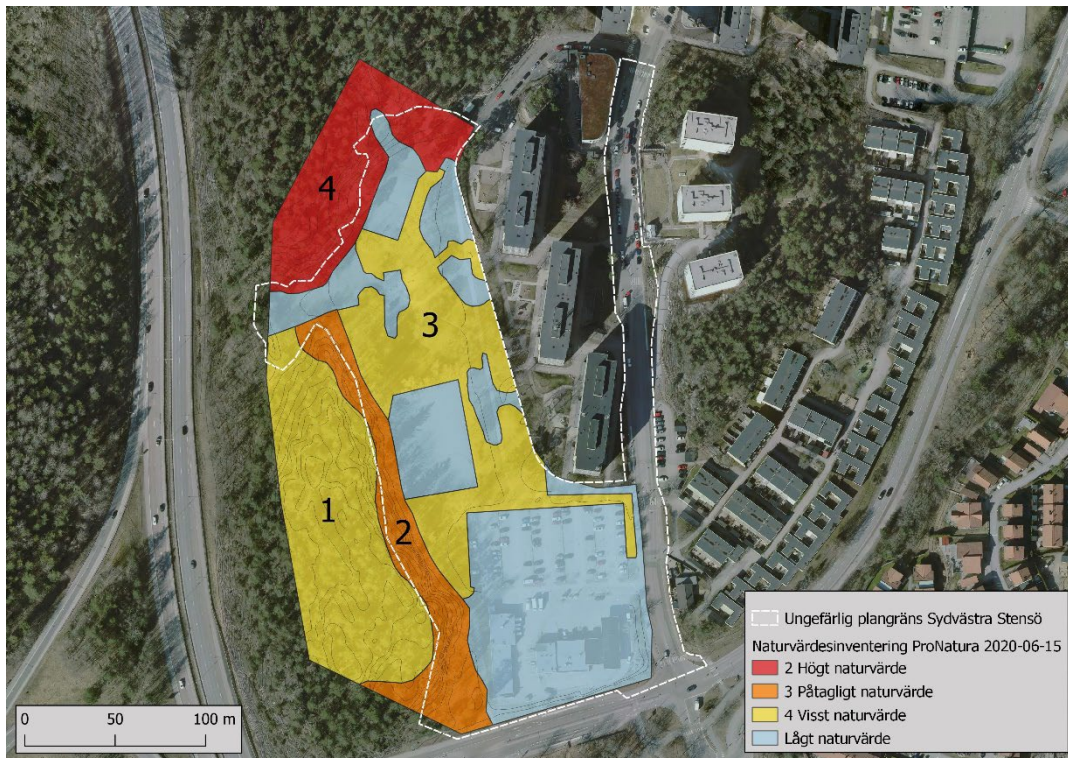 4
3
1
2
Ungefärlig plangräns Sydvästra Stensö
Naturvärdesinventering ProNatura 2020-06-15
2 Högt naturvärde
3 Påtagligt naturvärde
4 Visst naturvärde
Lågt naturvärde
0 50 100 m